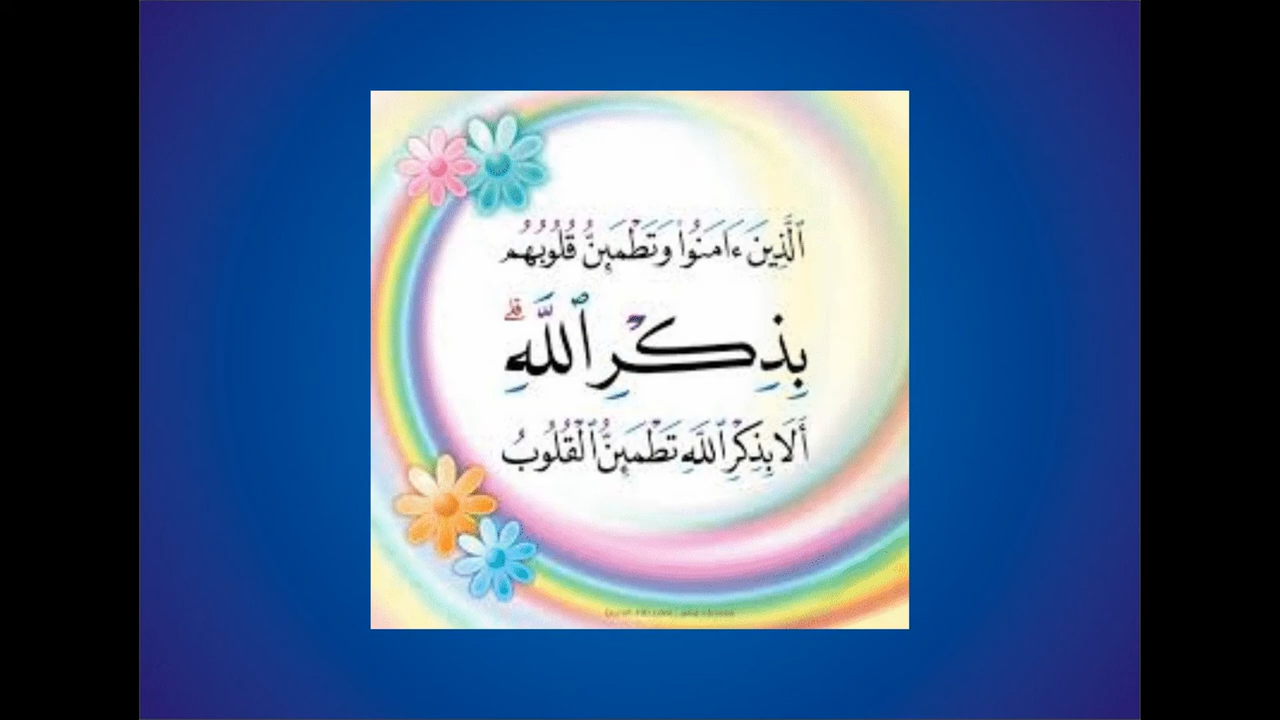 ٱلَّذِينَ ءَامَنُوا۟ وَتَطْمَئِنُّ قُلُوبُهُم
بِذِكْرِ ٱللَّهِ ۗ
أَلَا بِذِكْرِ ٱللَّهِ تَطْمَئِنُّ ٱلْقُلُوبُ